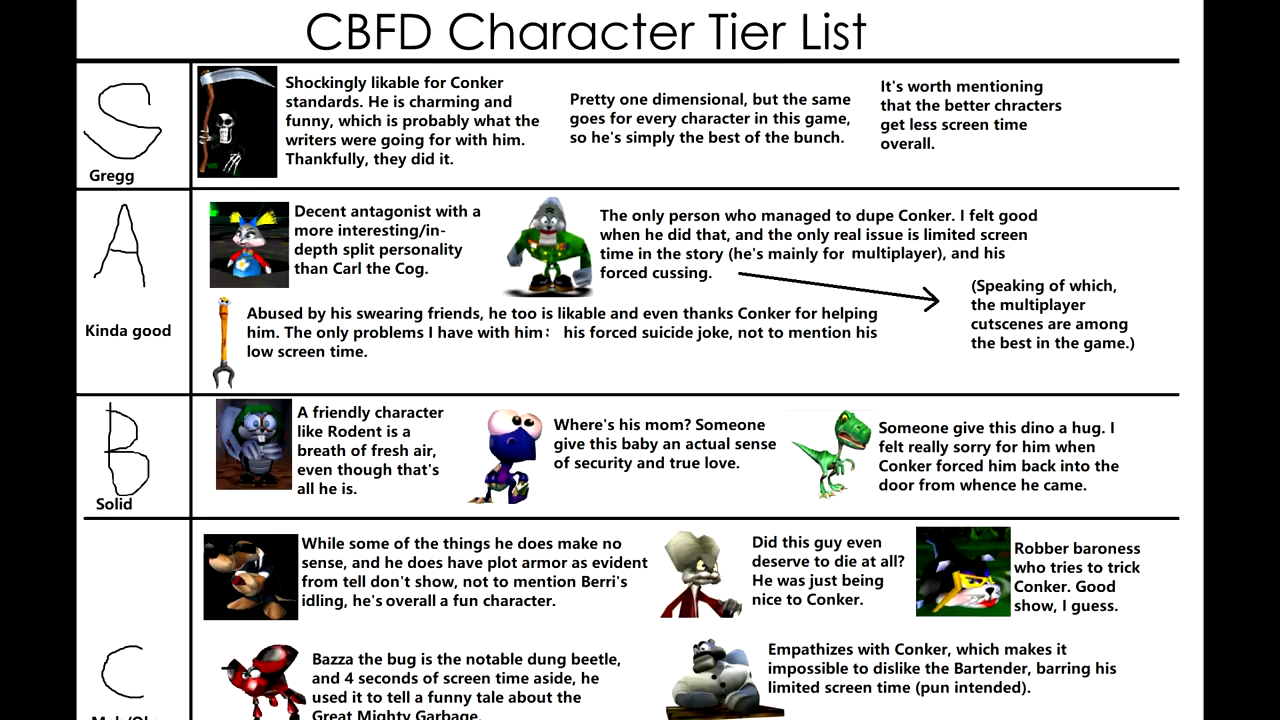 CBFD Character Tier List
S
Gregg
Shockingly likable for Conker
standards. He is charming and
funny, which is probably what the
writers were going for with him.
Thankfully, they did it.
Pretty one dimensional, but the same
goes for every character in this game,
so he's simply the best of the bunch.
It's worth mentioning
that the better chracters
get less screen time
overall.
A
Kinda good
Decent antagonist with a
more interesting/in-
depth split personality
than Carl the Cog.
The only person who managed to dupe Conker. I felt good
when he did that, and the only real issue is limited screen
time in the story (he's mainly for multiplayer), and his
forced cussing.
(Speaking of which,
the multiplayer
cutscenes are among
the best in the game.)
Abused by his swearing friends, he too is likable and even thanks Conker for helping
him. The only problems I have with him: his forced suicide joke, not to mention his
low screen time.
B
Solid
A friendly character
like Rodent is a
breath of fresh air,
even though that's
all he is.
Where's his mom? Someone
give this baby an actual sense
of security and true love.
Someone give this dino a hug. I
felt really sorry for him when
Conker forced him back into the
door from whence he came.
C
While some of the things he does make no
sense, and he does have plot armor as evident
from tell don't show, not to mention Berri's
idling, he's overall a fun character.
Did this guy even
deserve to die at all?
He was just being
nice to Conker.
Robber baroness
who tries to trick
Conker. Good
show, I guess.
Bazza the bug is the notable dung beetle,
and 4 seconds of screen time aside, he
used it to tell a funny tale about the
Great Mighty Garbage.
Empathizes with Conker, which makes it
impossible to dislike the Bartender, barring his
limited screen time (pun intended).